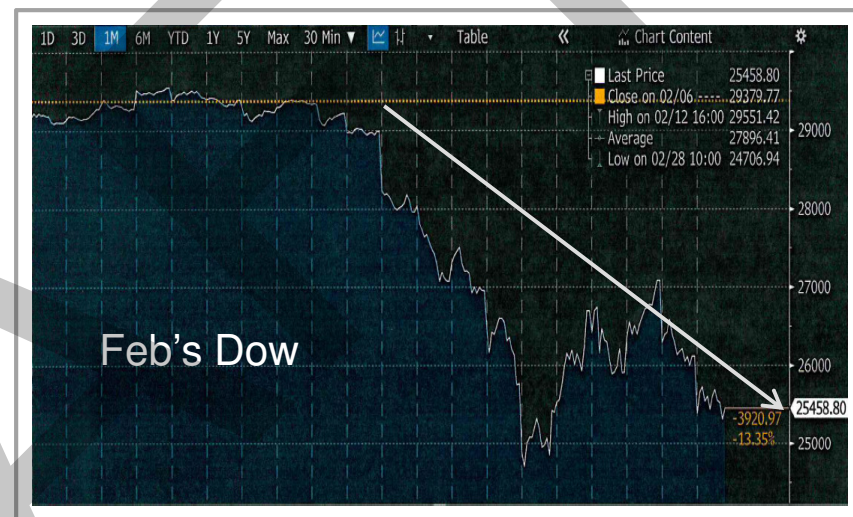 1D 3D 1M 6M YTD 1Y 5Y Max 30 Min ▼ Table « Chart Content
Last Price 25458.80
Close on 02/06 ---- 29379.77
High on 02/12 16:00 29551.42
Average 27896.41
Low on 02/28 10:00 24706.94
29000
28000
27000
Feb's Dow
26000
25458.80
-3920.97
-13.35%
25000